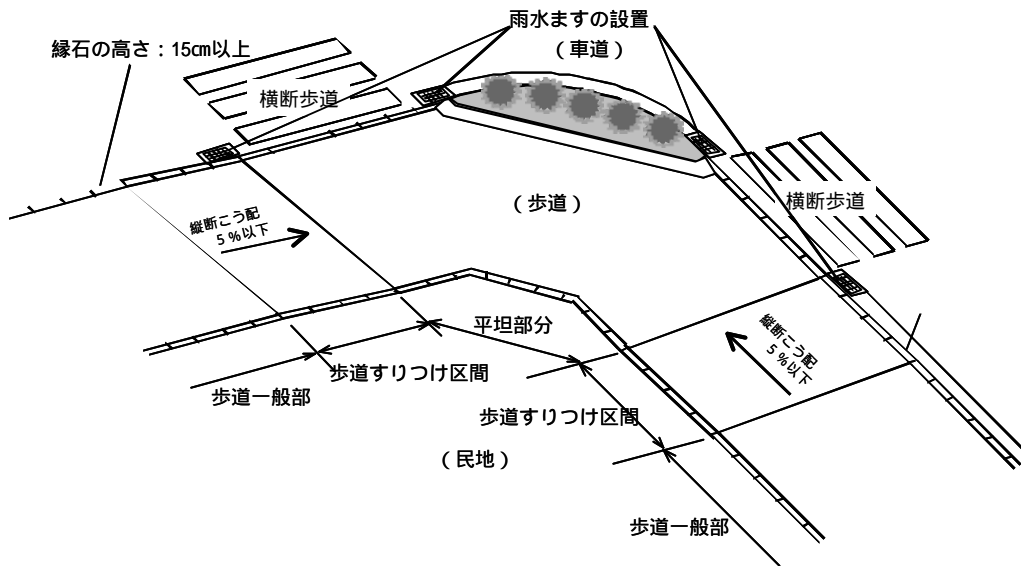 雨水ますの設置
（車道）
縁石の高さ：15㎝以上
横断歩道
横断歩道
（歩道）
縦断こう配
５％以下
平坦部分
縦断こう配
５％以下
歩道すりつけ区間
歩道一般部
歩道すりつけ区間
（民地）
歩道一般部